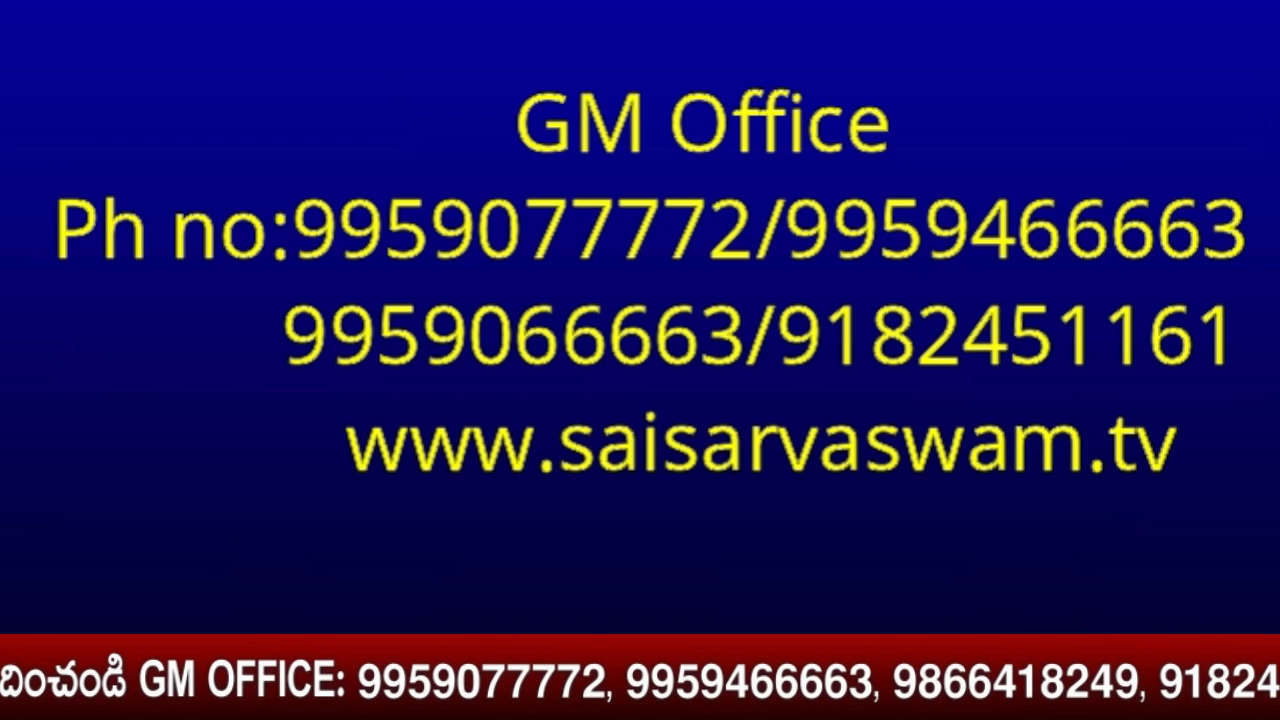 GM Office
Ph no:9959077772/9959466663
9959066663/9182451161
www.saisarvaswam.tv
దించండి GM OFFICE: 9959077772, 9959466663, 9866418249, 91824